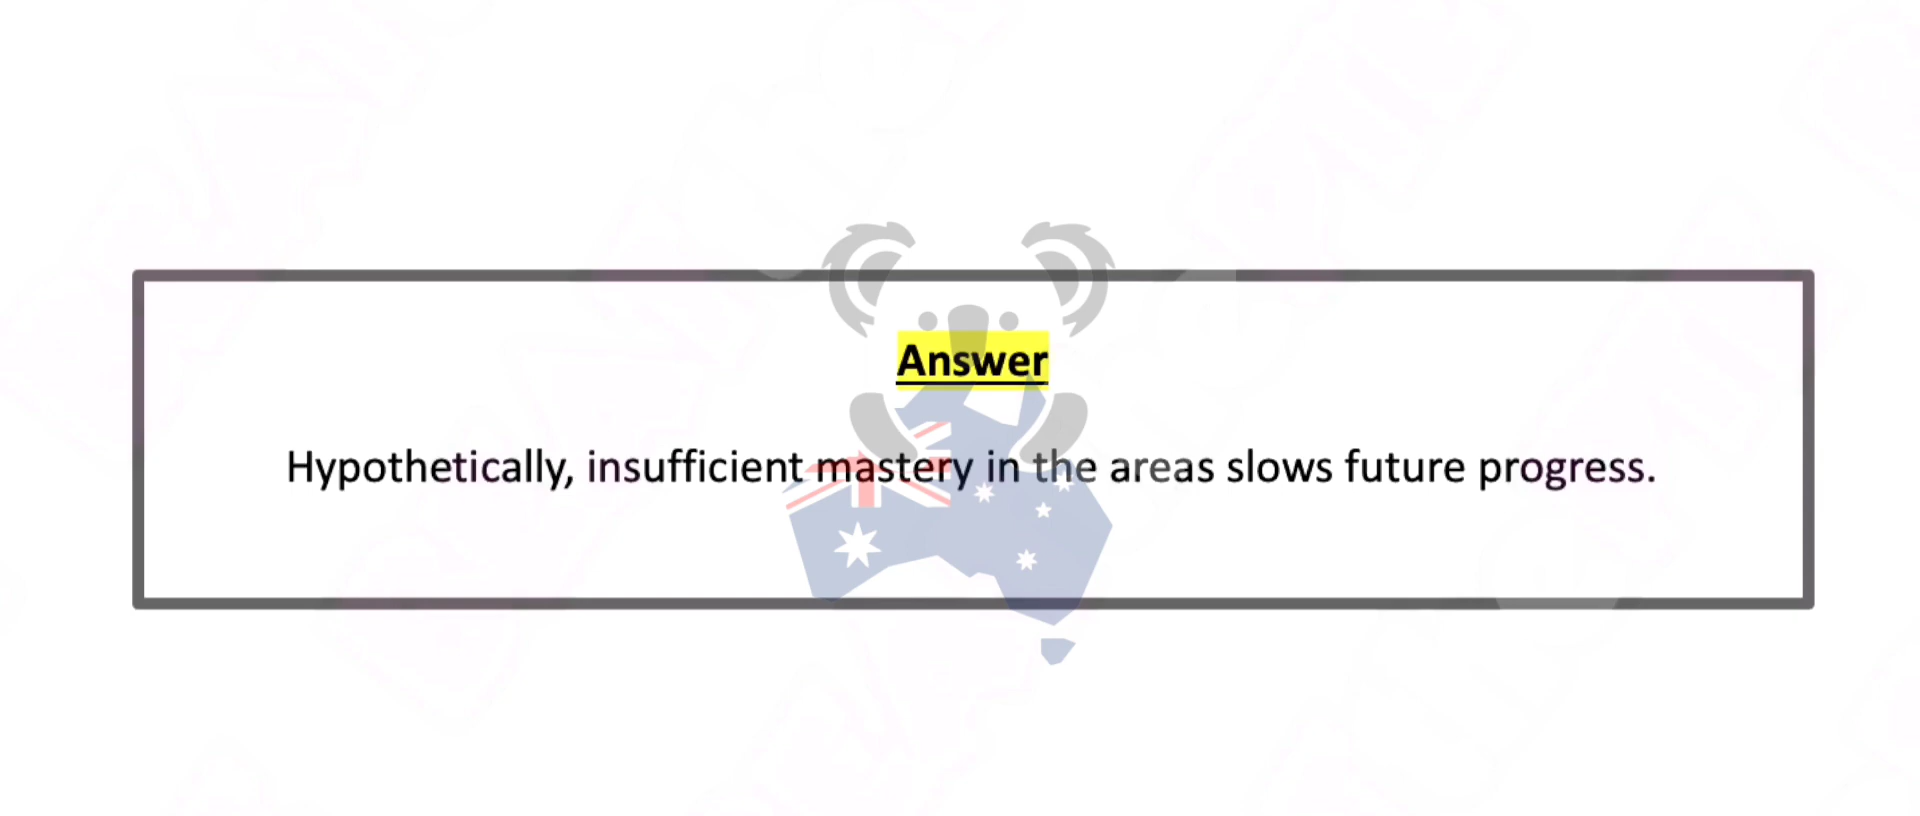 Answer
Hypothetically, insufficient mastery in the areas slows future progress.